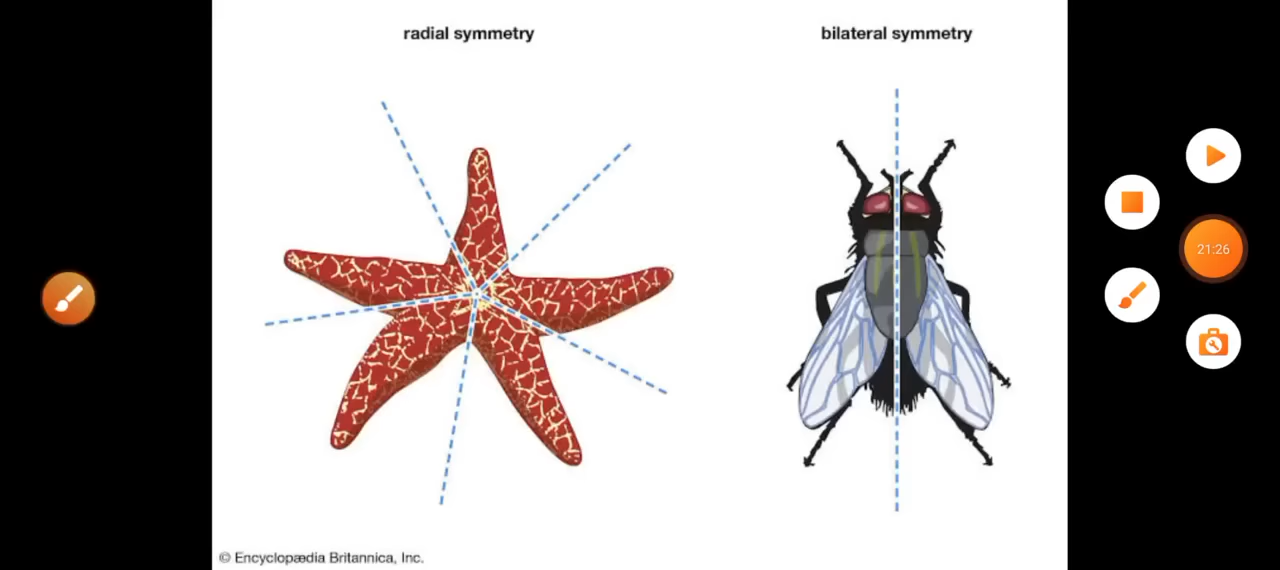 radial symmetry
bilateral symmetry
21:26
© Encyclopædia Britannica, Inc.